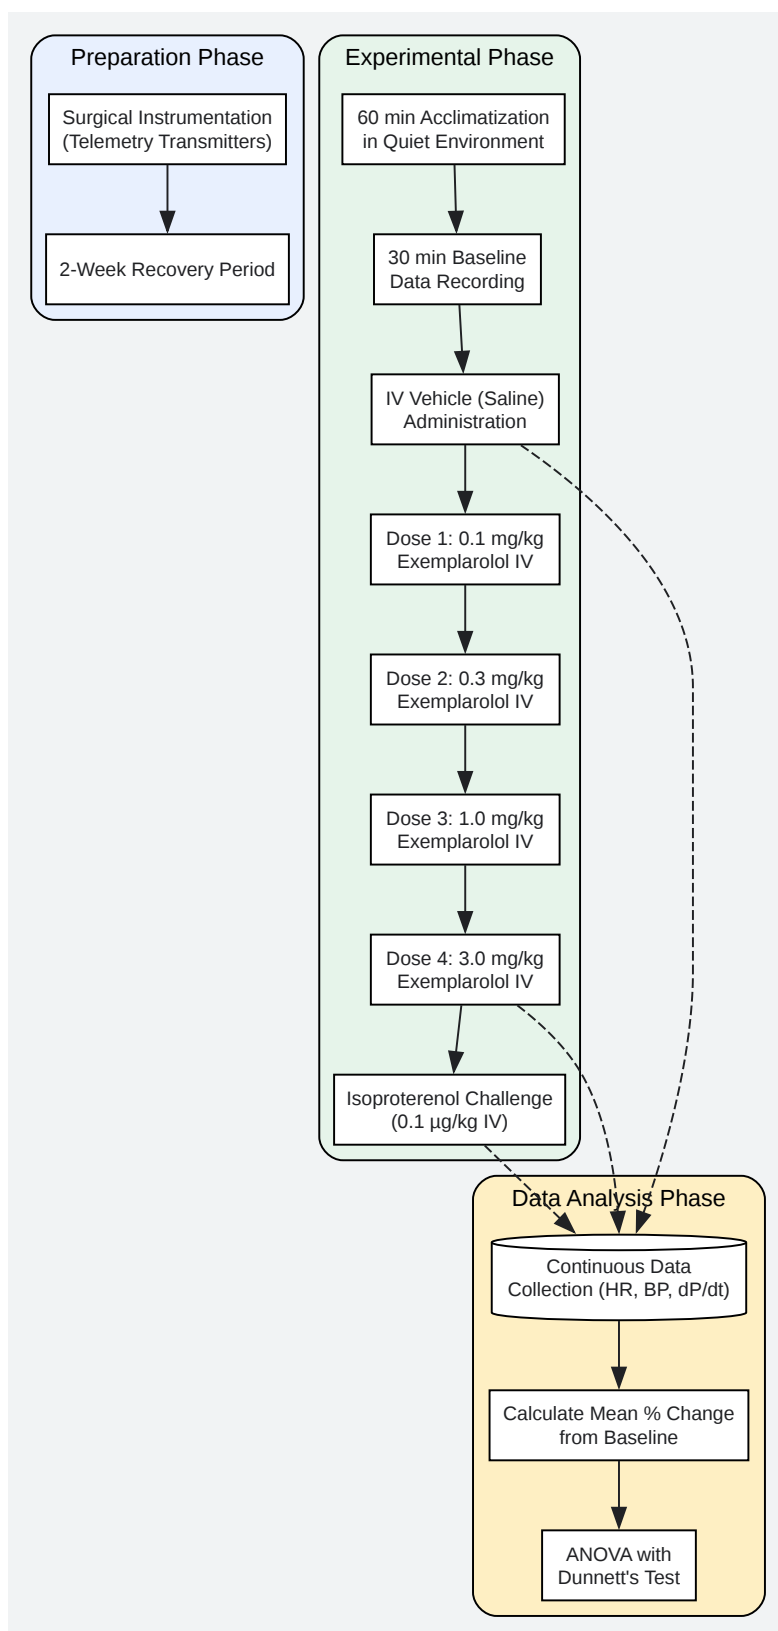 Preparation Phase
Surgical Instrumentation
(Telemetry Transmitters)
2-Week Recovery Period
Experimental Phase
60 min Acclimatization
in Quiet Environment
30 min Baseline
Data Recording
IV Vehicle (Saline)
Administration
Dose 1: 0.1 mg/kg
Exemplarolol IV
Dose 2: 0.3 mg/kg
Exemplarolol IV
Dose 3: 1.0 mg/kg
Exemplarolol IV
Dose 4: 3.0 mg/kg
Exemplarolol IV
Isoproterenol Challenge
(0.1 µg/kg IV)
Data Analysis Phase
Continuous Data
Collection (HR, BP, dP/dt)
Calculate Mean % Change
from Baseline
ANOVA with
Dunnett's Test